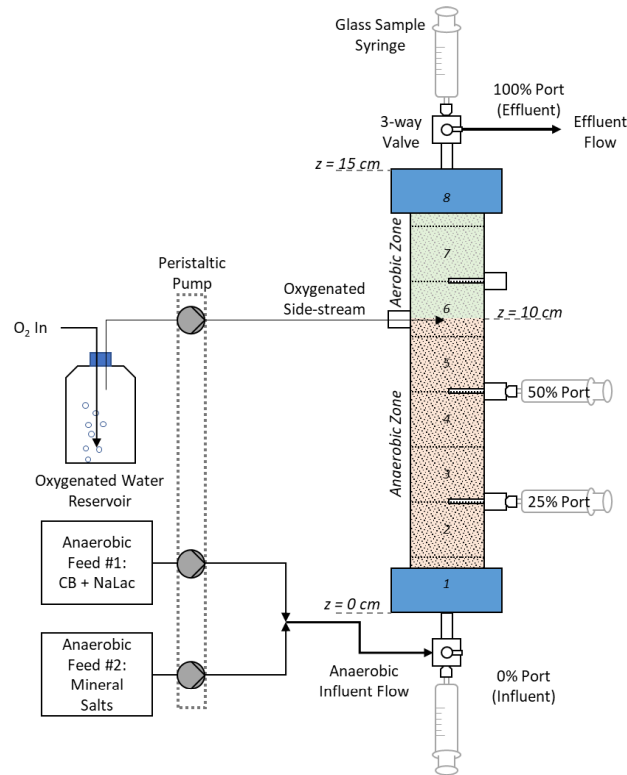 Glass Sample
Syringe
100% Port
(Effluent)
3-way
Valve
Effluent
Flow
z = 15 cm
8
7
Aerobic Zone
Peristaltic
Pump
Oxygenated
Side-stream
6
z = 10 cm
O2 In
5
50% Port
4
Anaerobic Zone
3
25% Port
2
Oxygenated Water
Reservoir
Anaerobic
Feed #1:
CB + NaLac
1
z = 0 cm
Anaerobic
Feed #2:
Mineral
Salts
Anaerobic
Influent Flow
0% Port
(Influent)